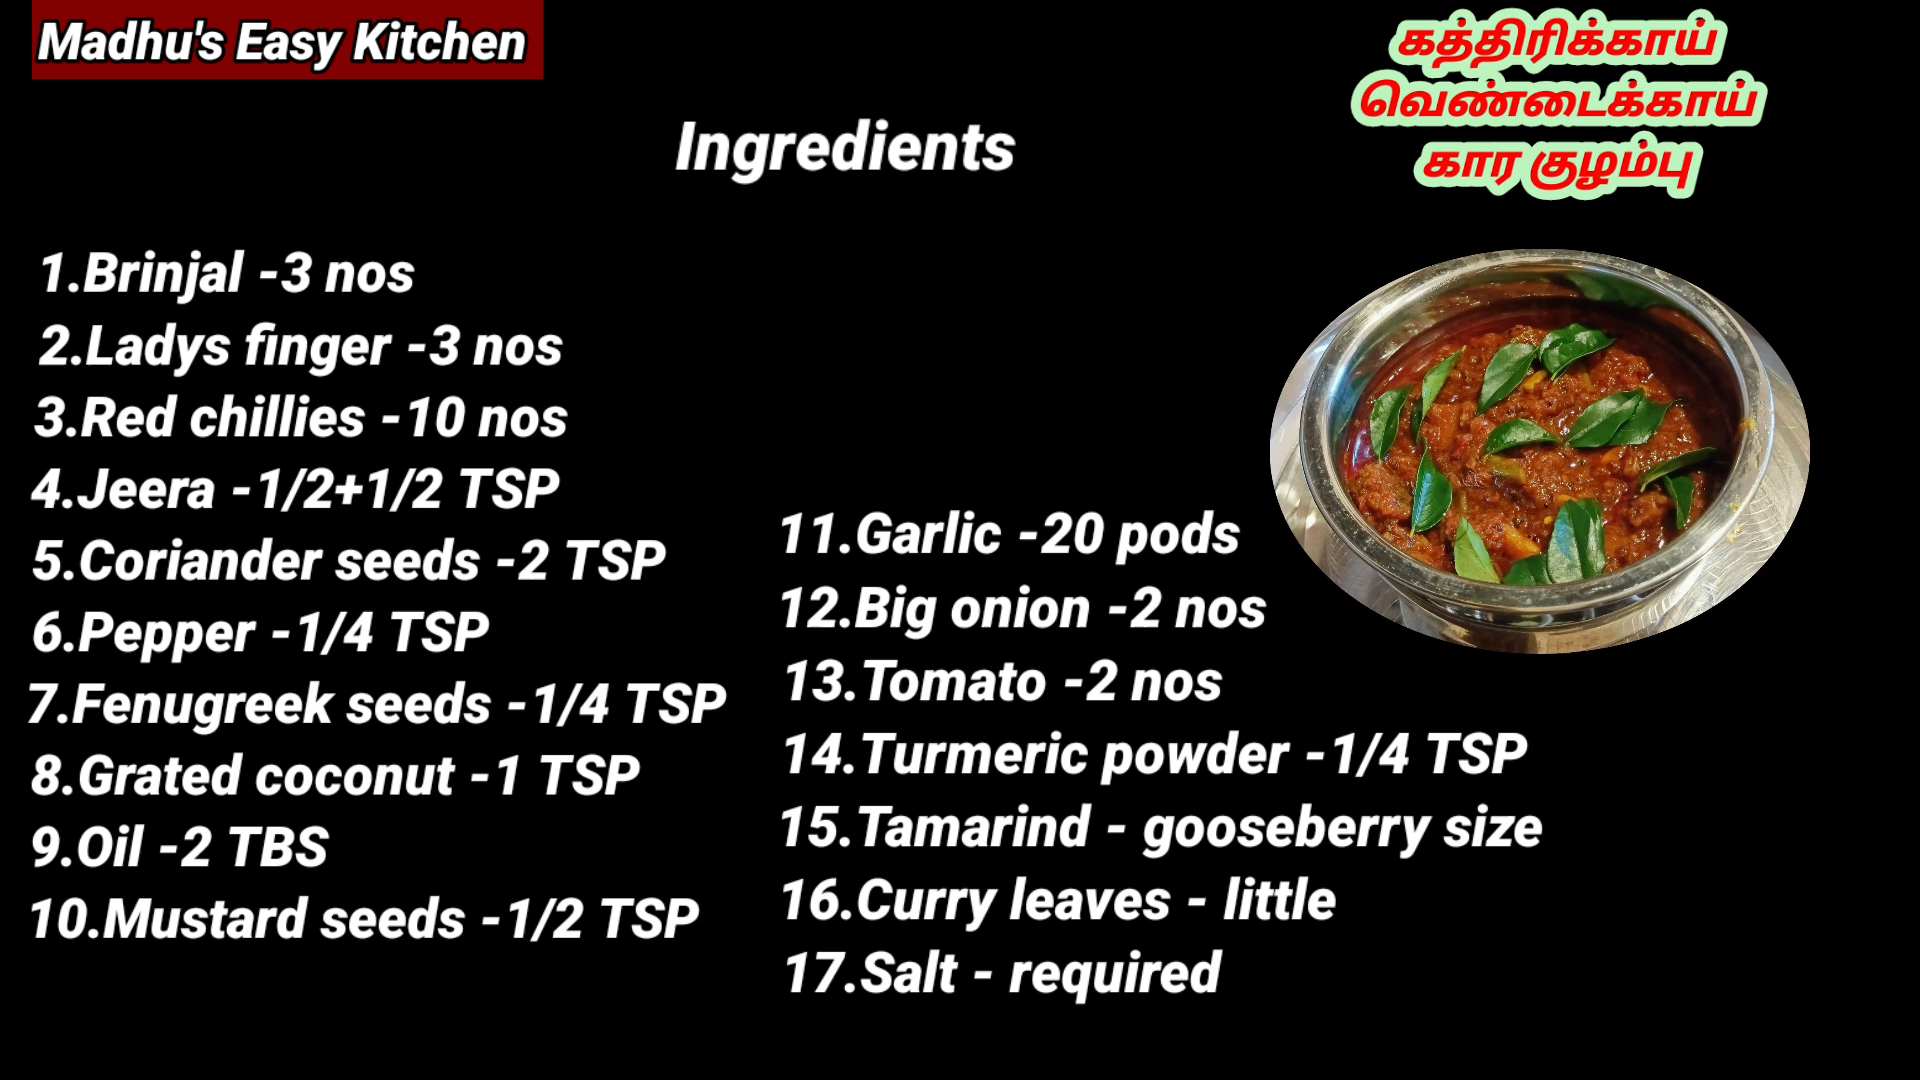 Madhu's Easy Kitchen
கத்திரிக்காய்
வெண்டைக்காய்
கார குழம்பு
Ingredients
1.Brinjal -3 nos
2.Ladys finger -3 nos
3.Red chillies -10 nos
4.Jeera -1/2+1/2 TSP
5.Coriander seeds -2 TSP
6.Pepper -1/4 TSP
7.Fenugreek seeds -1/4 TSP
8.Grated coconut -1 TSP
9.Oil -2 TBS
10.Mustard seeds -1/2 TSP
11.Garlic -20 pods
12.Big onion -2 nos
13.Tomato -2 nos
14.Turmeric powder -1/4 TSP
15.Tamarind - gooseberry size
16.Curry leaves - little
17.Salt - required